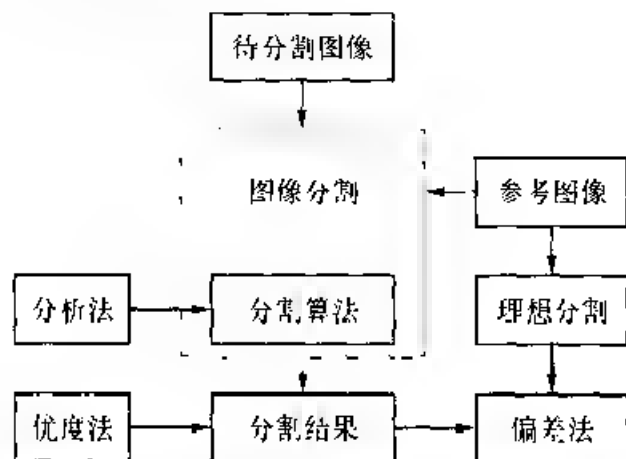 待分割图像
图像分割
参考图像
分析法
分割算法
理想分割
优度法
分割结果
偏差法